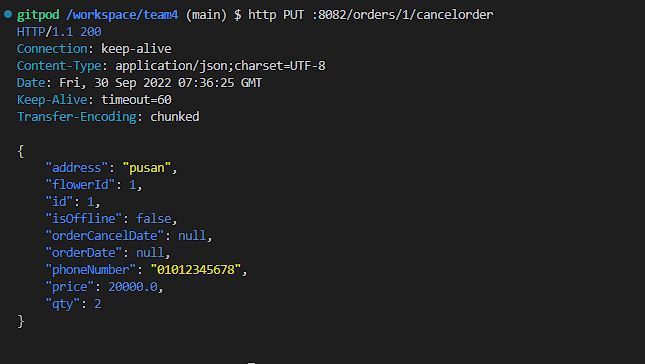 gitpod /workspace/team4 (main) $ http PUT :8082/orders/1/cancelorder
HTTP/1.1 200
Connection: keep-alive
Content-Type: application/json;charset=UTF-8
Date: Fri, 30 Sep 2022 07:36:25 GMT
Keep-Alive: timeout=60
Transfer-Encoding: chunked

{
    "address": "pusan",
    "flowerId": 1,
    "id": 1,
    "isOffline": false,
    "orderCancelDate": null,
    "orderDate": null,
    "phoneNumber": "01012345678",
    "price": 20000.0,
    "qty": 2
}